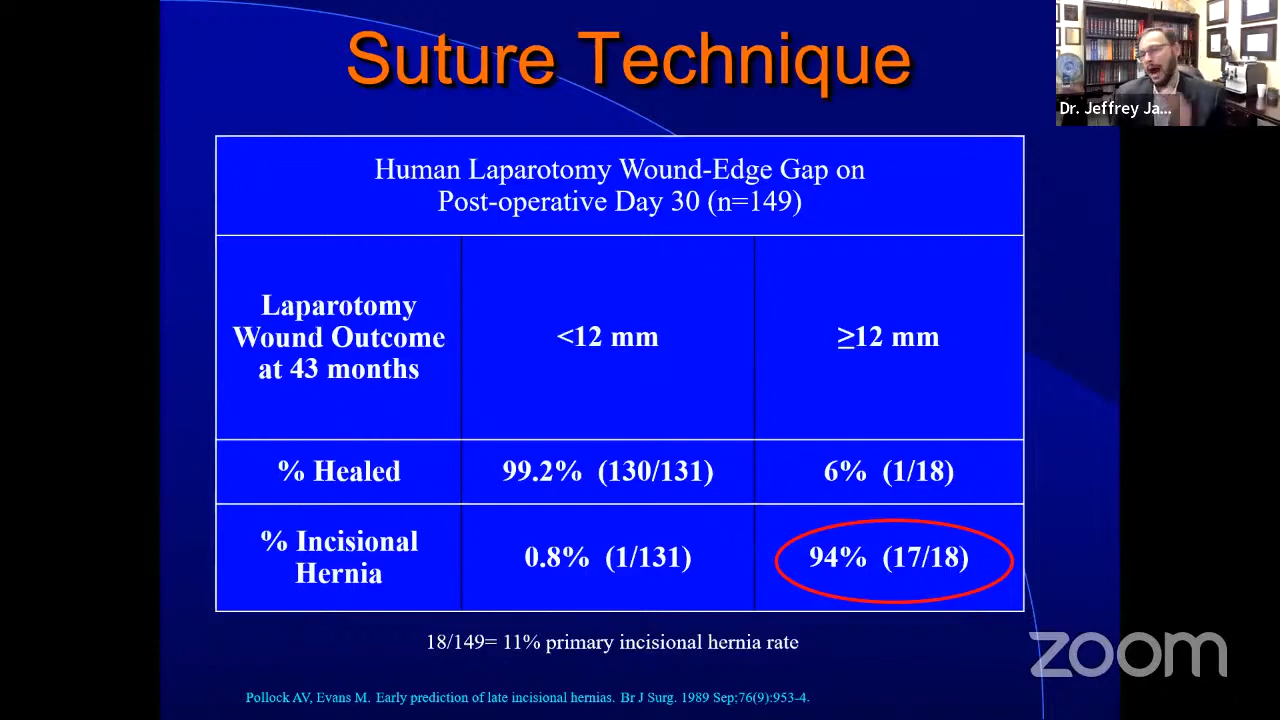 Suture Technique
Dr. Jeffrey Ja...
Human Laparotomy Wound-Edge Gap on
Post-operative Day 30 (n=149)
Laparotomy
Wound Outcome
at 43 months
<12 mm
≥12 mm
% Healed
99.2% (130/131)
6% (1/18)
% Incisional
Hernia
0.8% (1/131)
94% (17/18)
18/149= 11% primary incisional hernia rate
zoom
Pollock AV, Evans M. Early prediction of late incisional hernias. Br J Surg. 1989 Sep;76(9):953-4.